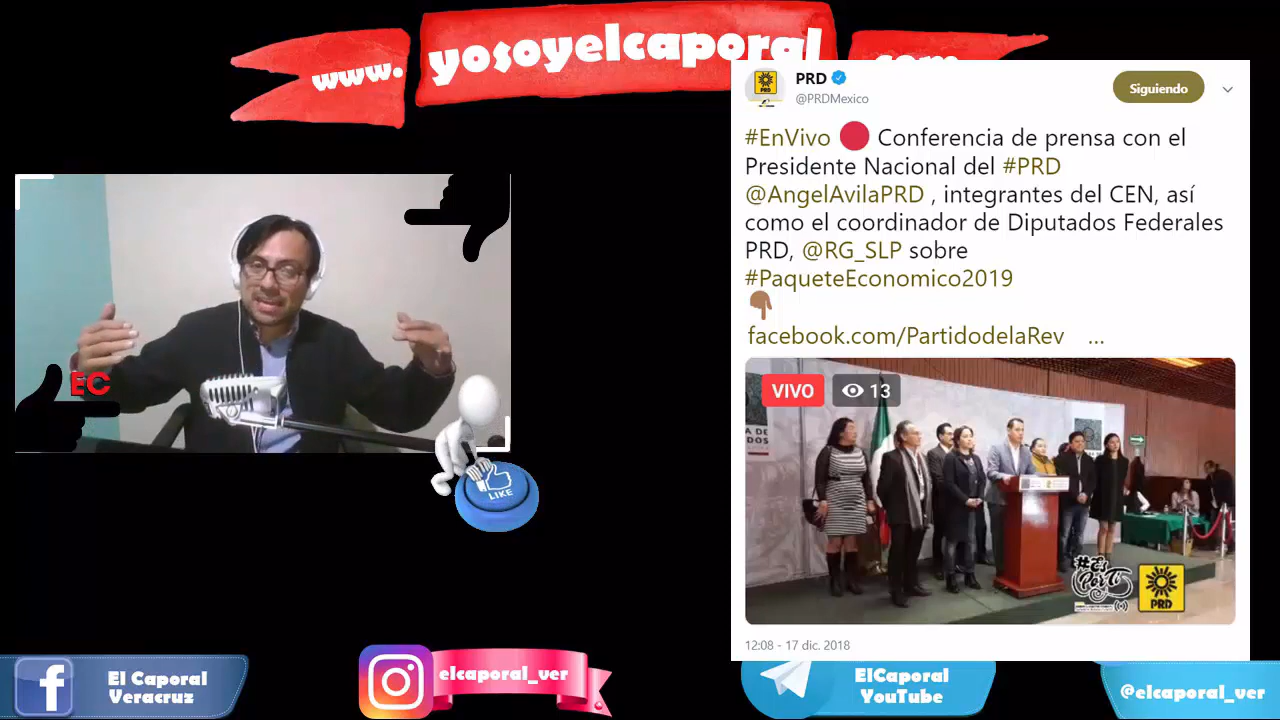 www. yosoyelcaporal .com
PRD
@PRDMexico
Siguiendo
#EnVivo 🔴 Conferencia de prensa con el
Presidente Nacional del #PRD
@AngelAvilaPRD , integrantes del CEN, así
como el coordinador de Diputados Federales
PRD, @RG_SLP sobre
#PaqueteEconomico2019
facebook.com/PartidodelaRev ...
VIVO 13
#Es
PorTi
PRD
12:08 - 17 dic. 2018
EC
LIKE
El Caporal
Veracruz
elcaporal_ver
ElCaporal
YouTube
@elcaporal_ver